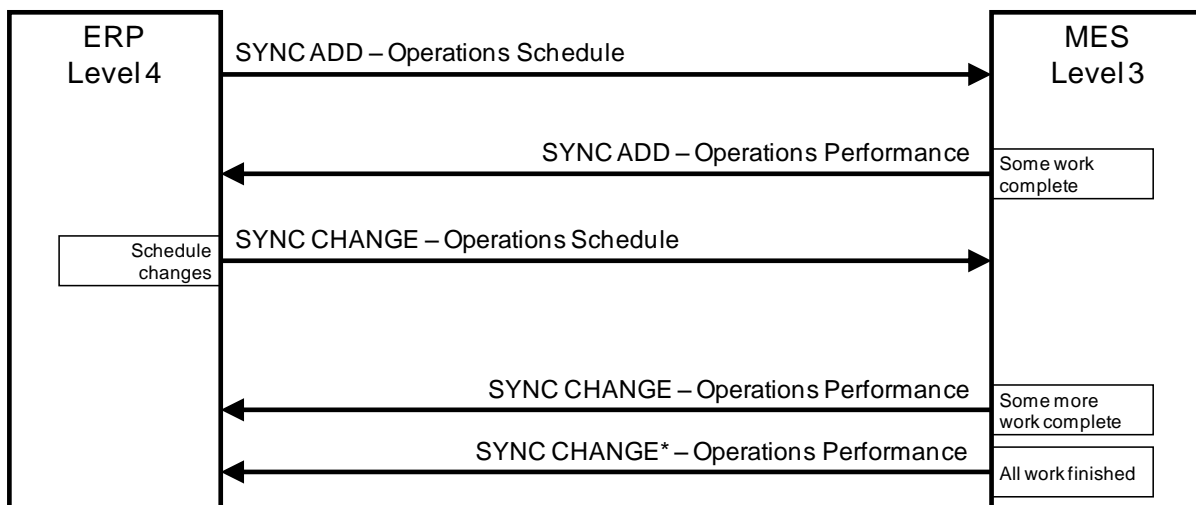 ERP
Level 4
MES
Level 3
SYNC ADD – Operations Schedule
SYNC ADD – Operations Performance
Some work
complete
Schedule
changes
SYNC CHANGE – Operations Schedule
SYNC CHANGE – Operations Performance
Some more
work complete
SYNC CHANGE* – Operations Performance
All work finished